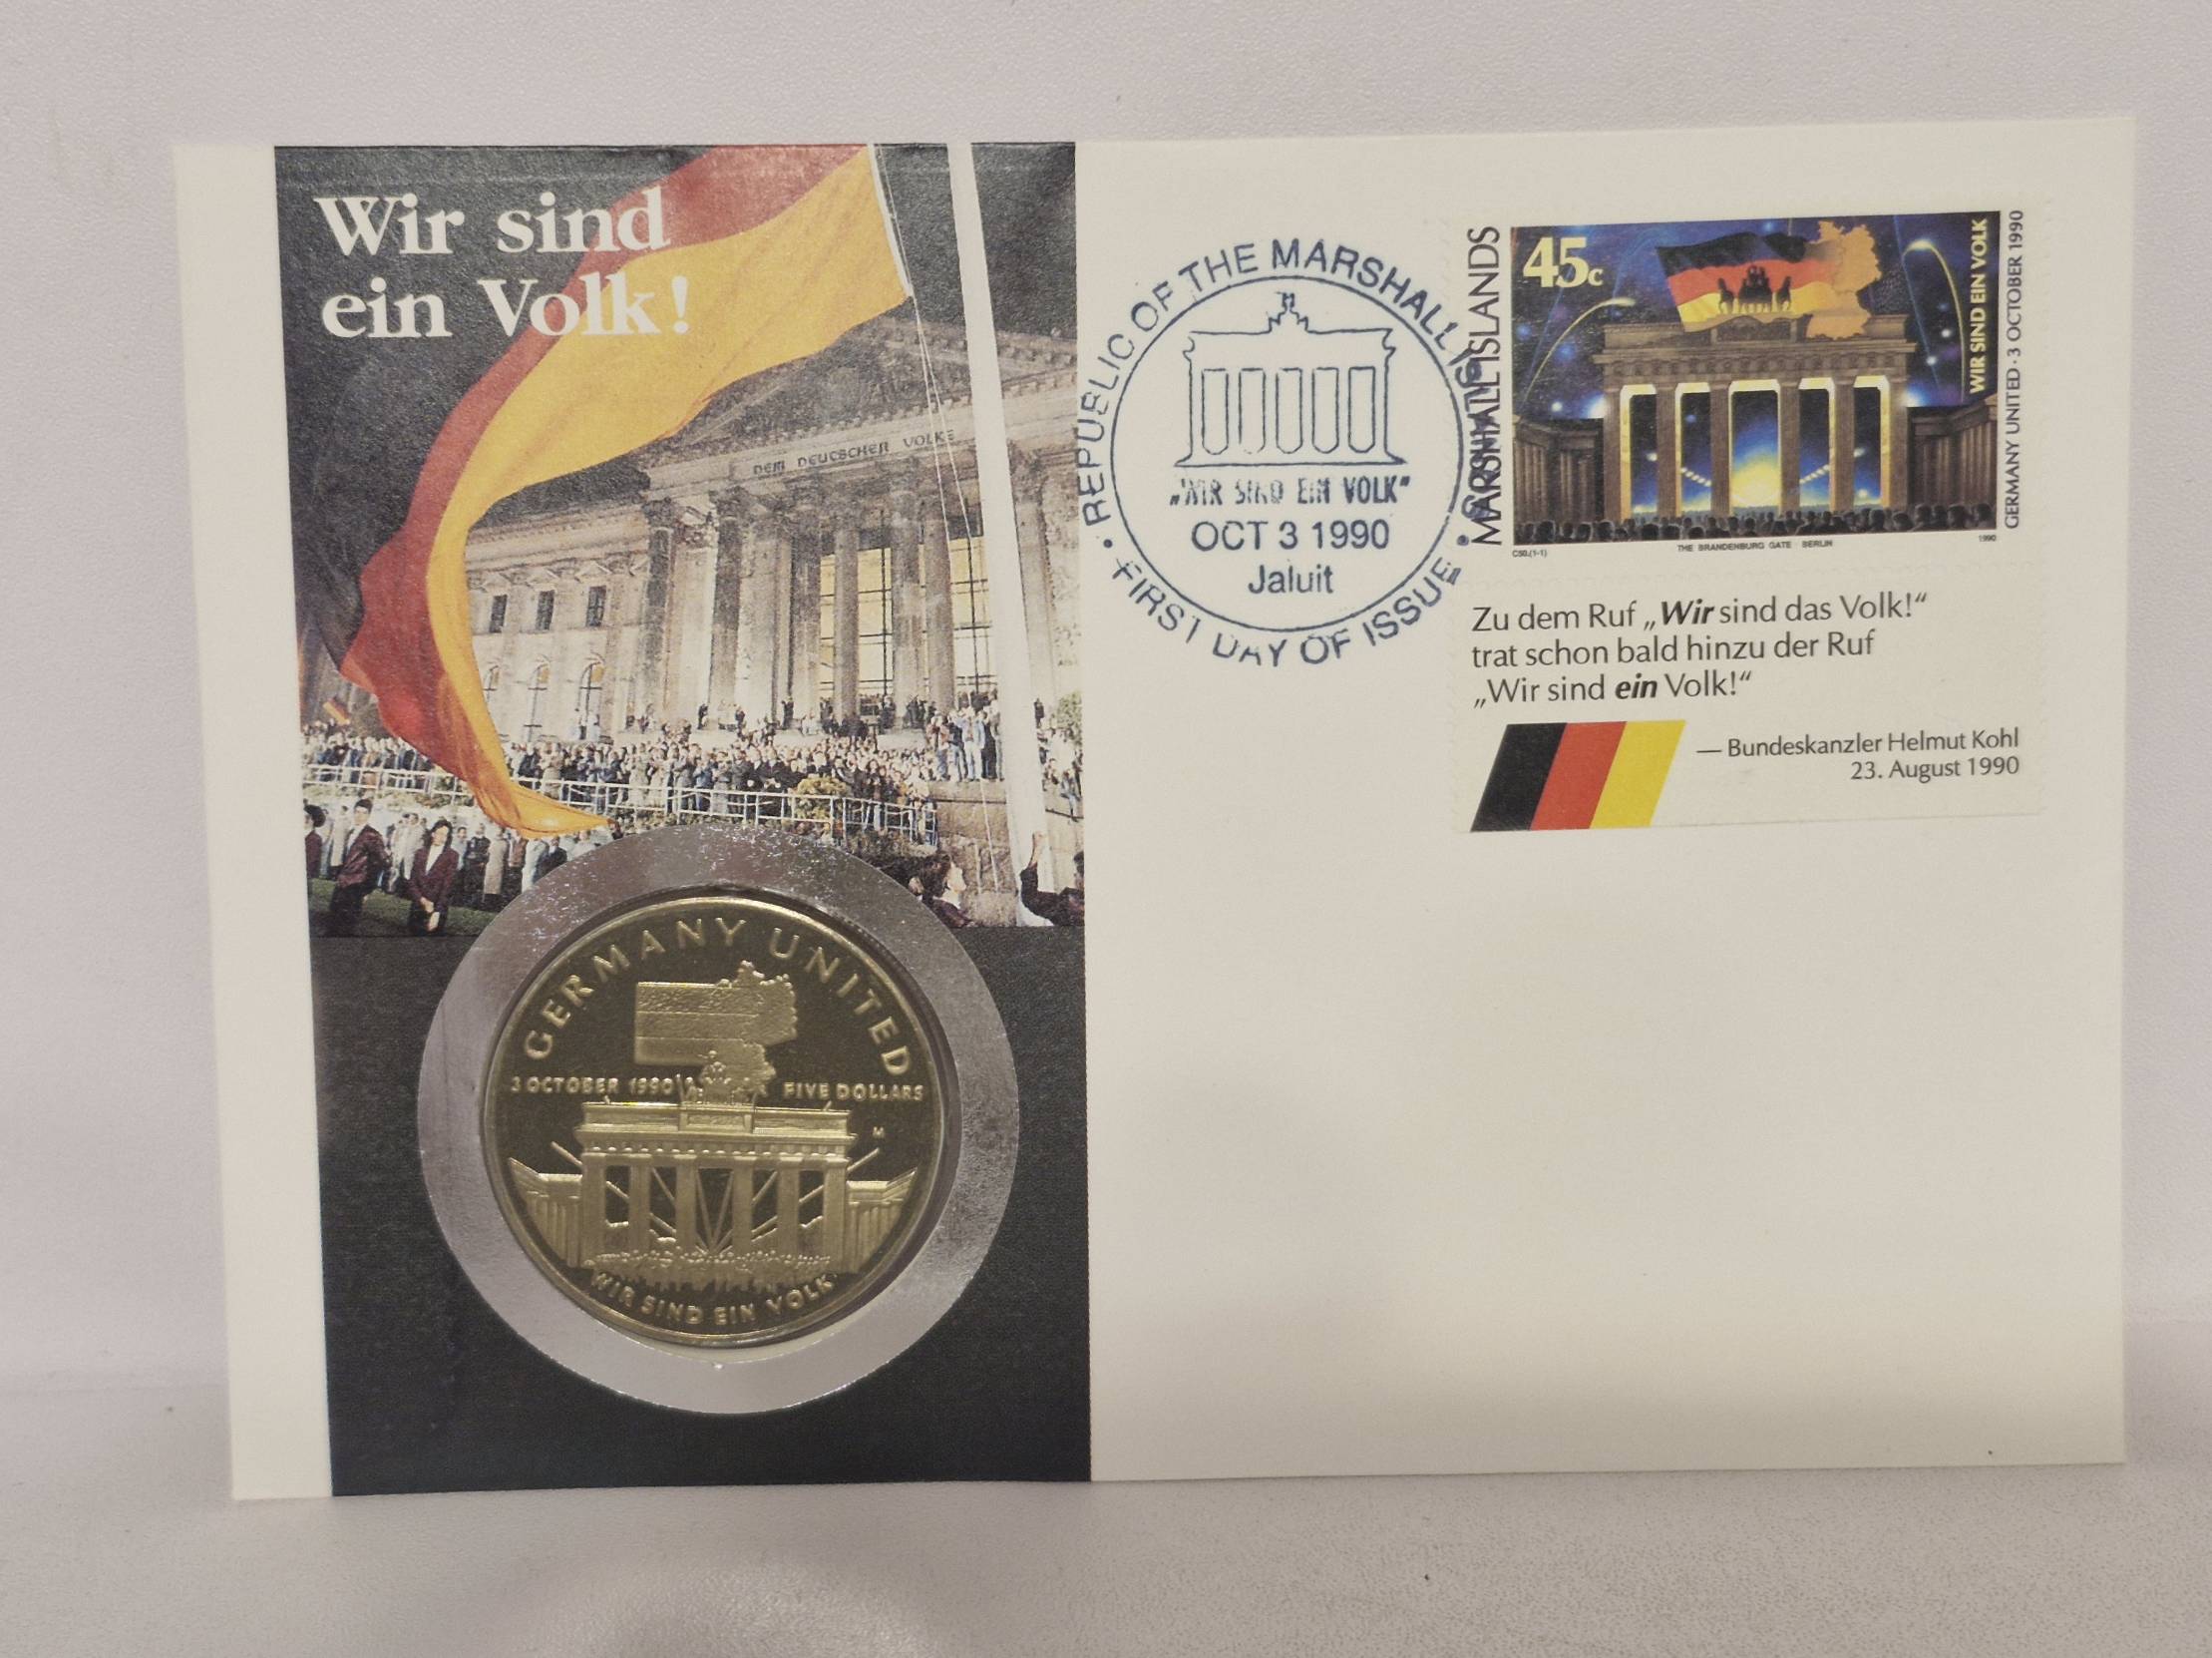 Wir sind
ein Volk!
DEM DEUTSCHEN VOLKE
GERMANY UNITED
3 OCTOBER 1990
FIVE DOLLARS
M
"WIR SIND EIN VOLK"
REPUBLIC OF THE MARSHALL ISLANDS
„WIR SIND EIN VOLK“
OCT 3 1990
Jaluit
• FIRST DAY OF ISSUE •
MARSHALL ISLANDS
45c
WIR SIND EIN VOLK
GERMANY UNITED · 3 OCTOBER 1990
C50.(1-1)
THE BRANDENBURG GATE · BERLIN
1990
Zu dem Ruf „Wir sind das Volk!“
trat schon bald hinzu der Ruf
„Wir sind ein Volk!“
— Bundeskanzler Helmut Kohl
23. August 1990